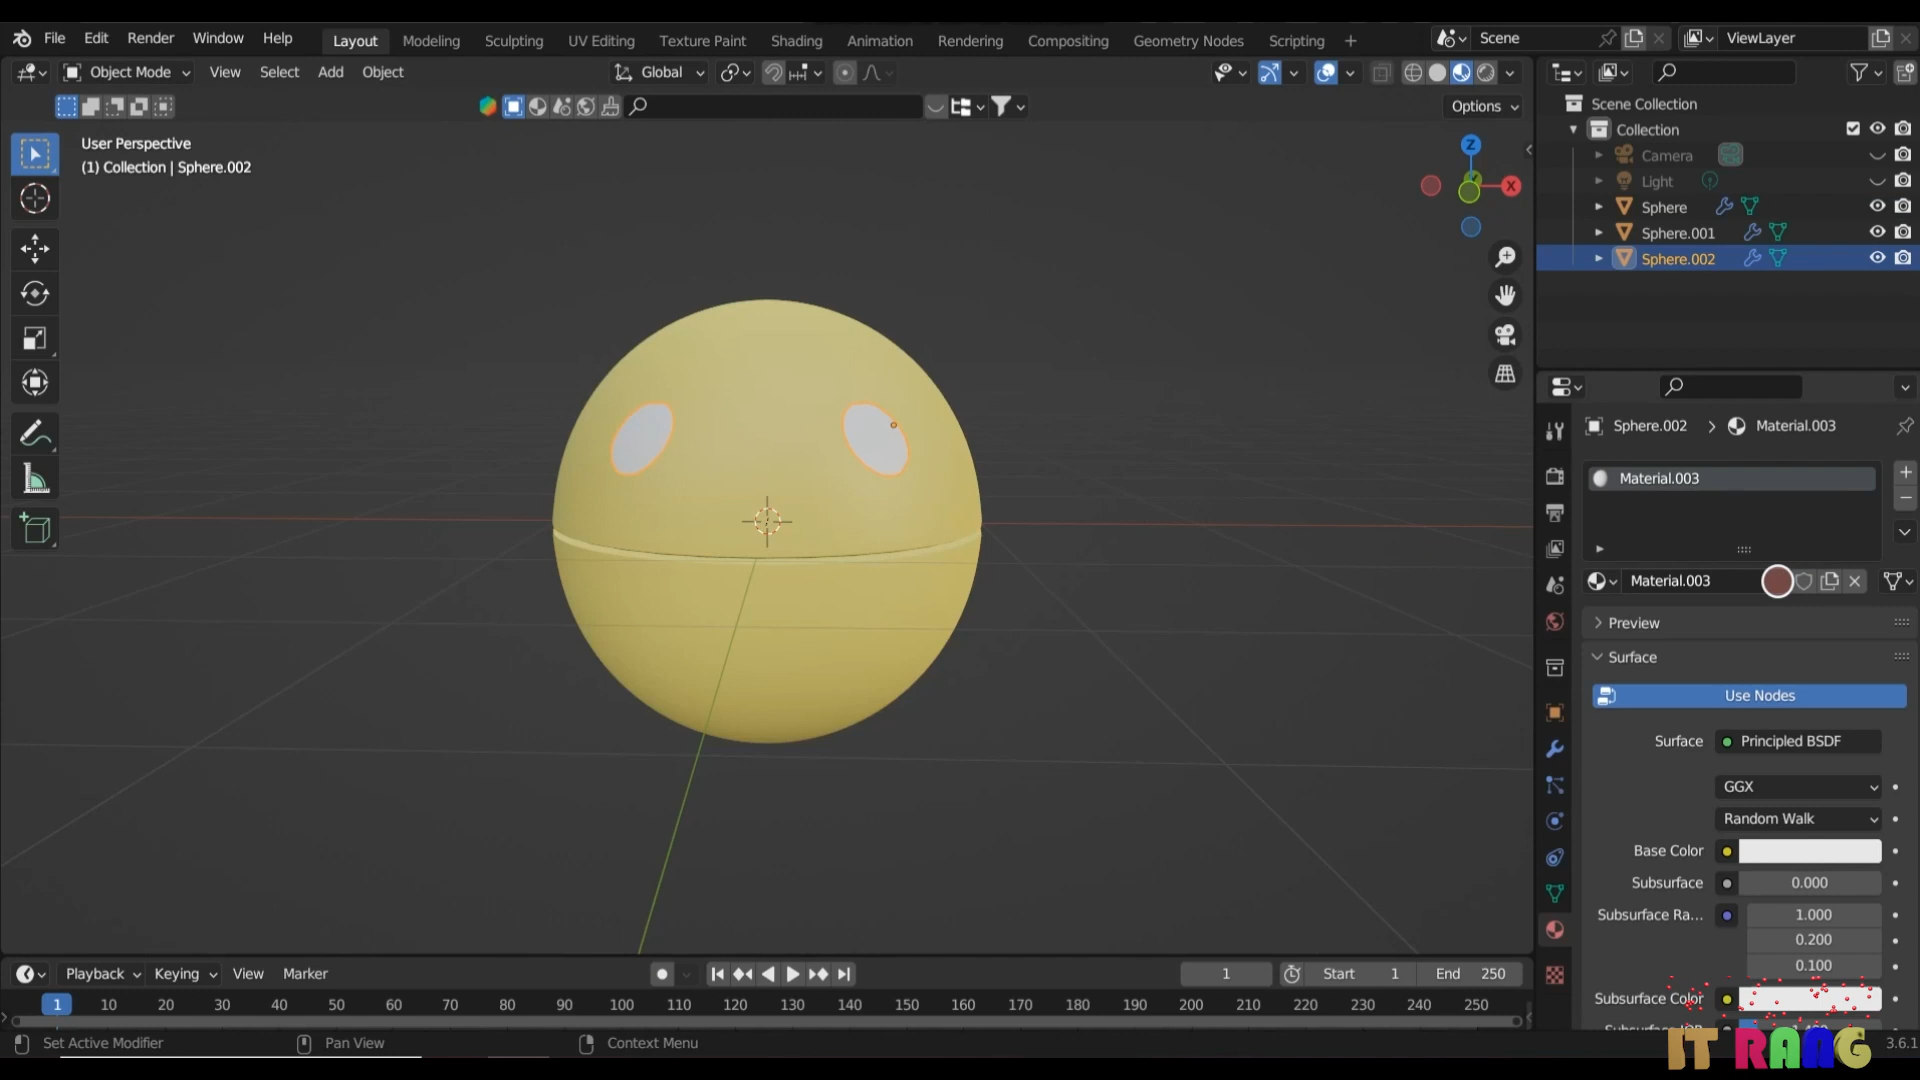 File Edit Render Window Help Layout Modeling Sculpting UV Editing Texture Paint Shading Animation Rendering Compositing Geometry Nodes Scripting + Scene ViewLayer
Object Mode View Select Add Object Global
Options
User Perspective
(1) Collection | Sphere.002
Z
X
Scene Collection
Collection
Camera
Light
Sphere
Sphere.001
Sphere.002
Sphere.002 > Material.003
Material.003
Material.003
Preview
Surface
Use Nodes
Surface Principled BSDF
GGX
Random Walk
Base Color
Subsurface 0.000
Subsurface Ra... 1.000
0.200
0.100
Subsurface Color
Playback Keying View Marker 1 Start 1 End 250
1 10 20 30 40 50 60 70 80 90 100 110 120 130 140 150 160 170 180 190 200 210 220 230 240 250
Set Active Modifier Pan View Context Menu 3.6.1
IT RANG